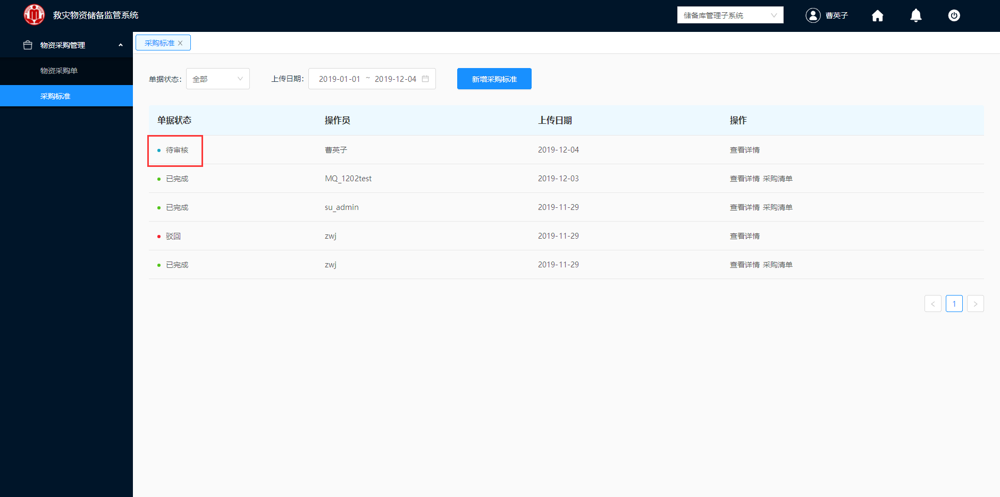 救灾物资储备监管系统
储备库管理子系统
曹英子
物资采购管理
物资采购单
采购标准
采购标准
单据状态： 全部 上传日期： 2019-01-01 ~ 2019-12-04 新增采购标准
单据状态 操作员 上传日期 操作
待审核 曹英子 2019-12-04 查看详情
已完成 MQ_1202test 2019-12-03 查看详情 采购清单
已完成 su_admin 2019-11-29 查看详情 采购清单
驳回 zwj 2019-11-29 查看详情
已完成 zwj 2019-11-29 查看详情 采购清单
< 1 >